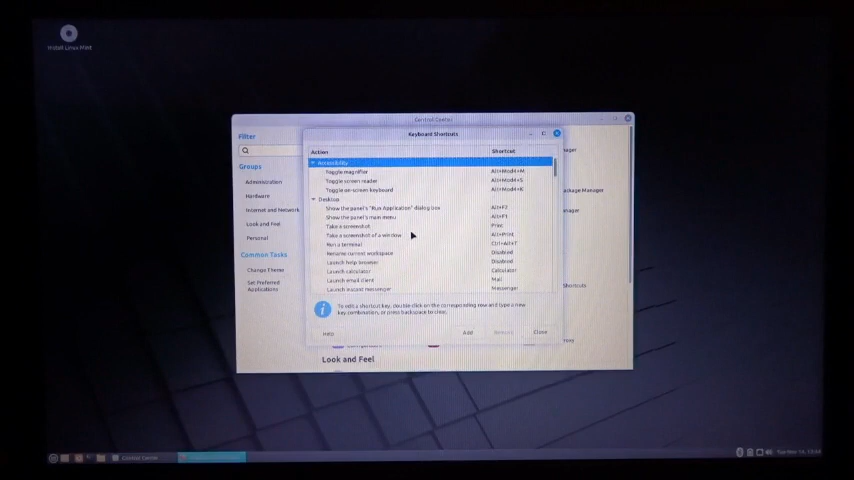 Install Linux Mint
Control Center
Keyboard Shortcuts
Filter
Action Shortcut
Groups
Accessibility
Toggle magnifier Alt+Mod4+M
Toggle screen reader Alt+Mod4+S
Toggle on-screen keyboard Alt+Mod4+K
Desktop
Show the panel's "Run Application" dialog box Alt+F2
Show the panel's main menu Alt+F1
Take a screenshot Print
Take a screenshot of a window Alt+Print
Run a terminal Ctrl+Alt+T
Rename current workspace Disabled
Launch help browser Disabled
Launch calculator Calculator
Launch email client Mail
Launch instant messenger Messenger
Administration
Hardware
Internet and Network
Look and Feel
Personal
Common Tasks
Change Theme
Set Preferred
Applications
ackage Manager
Shortcuts
To edit a shortcut key, double-click on the corresponding row and type a new
key combination, or press backspace to clear.
Help Add Remove Close
Look and Feel
Control Center